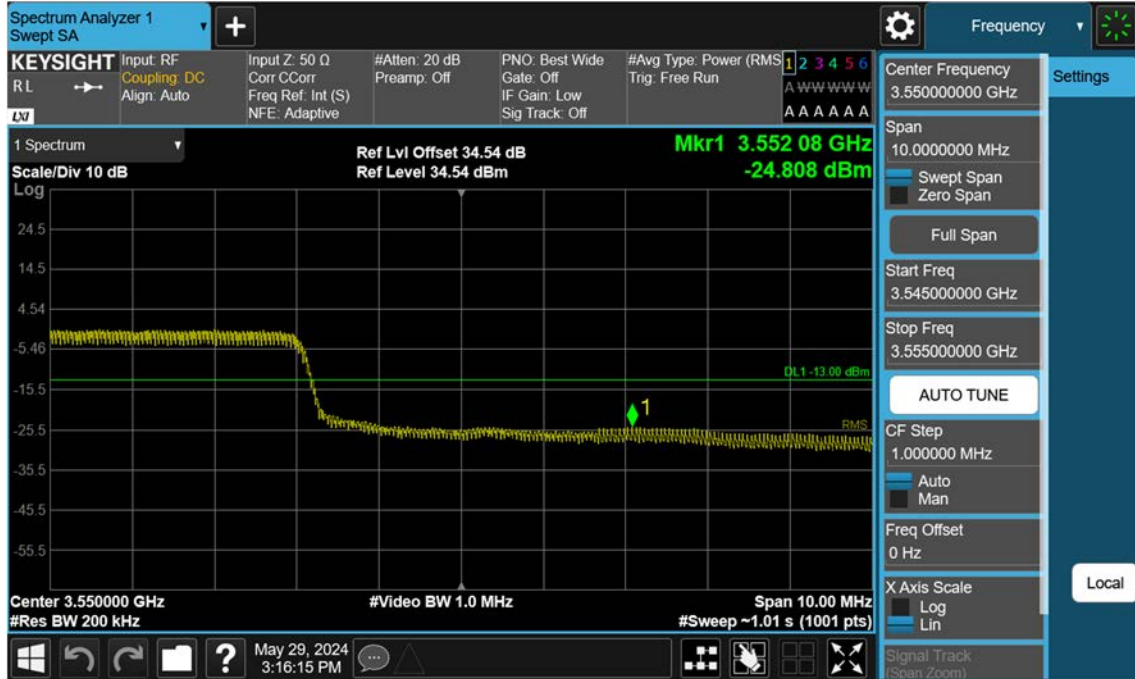 Spectrum Analyzer 1
Swept SA
Frequency
KEYSIGHT
R L
LXI
Input: RF
Coupling: DC
Align: Auto
Input Z: 50 Ω
Corr CCorr
Freq Ref: Int (S)
NFE: Adaptive
#Atten: 20 dB
Preamp: Off
PNO: Best Wide
Gate: Off
IF Gain: Low
Sig Track: Off
#Avg Type: Power (RMS
Trig: Free Run
1 2 3 4 5 6
A W W W W W
A A A A A A
1 Spectrum
Scale/Div 10 dB
Log
Ref Lvl Offset 34.54 dB
Ref Level 34.54 dBm
Mkr1 3.552 08 GHz
-24.808 dBm
24.5
14.5
4.54
-5.46
-15.5
-25.5
-35.5
-45.5
-55.5
DL1 -13.00 dBm
1
RMS
Center 3.550000 GHz
#Res BW 200 kHz
#Video BW 1.0 MHz
Span 10.00 MHz
#Sweep ~1.01 s (1001 pts)
?
May 29, 2024
3:16:15 PM
Center Frequency
3.550000000 GHz
Span
10.0000000 MHz
Swept Span
Zero Span
Full Span
Start Freq
3.545000000 GHz
Stop Freq
3.555000000 GHz
AUTO TUNE
CF Step
1.000000 MHz
Auto
Man
Freq Offset
0 Hz
X Axis Scale
Log
Lin
Signal Track
(Span Zoom)
Settings
Local